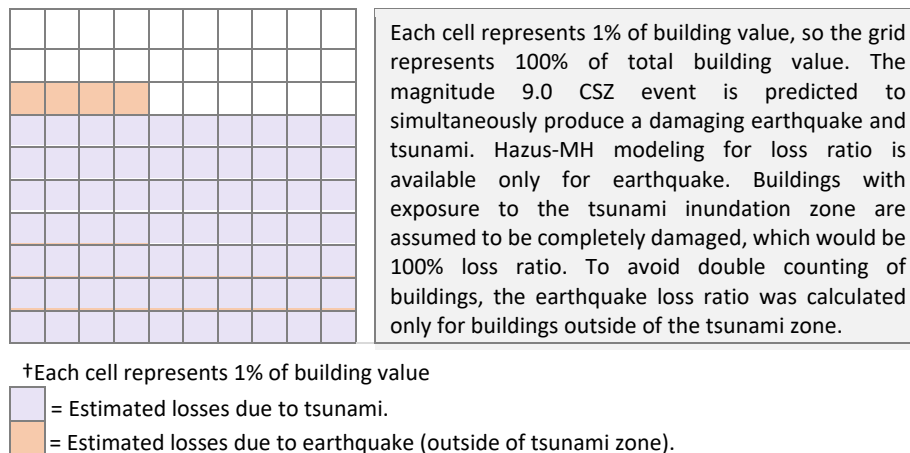 Each cell represents 1% of building value, so the grid
represents 100% of total building value. The
magnitude 9.0 CSZ event is predicted to
simultaneously produce a damaging earthquake and
tsunami. Hazus-MH modeling for loss ratio is
available only for earthquake. Buildings with
exposure to the tsunami inundation zone are
assumed to be completely damaged, which would be
100% loss ratio. To avoid double counting of
buildings, the earthquake loss ratio was calculated
only for buildings outside of the tsunami zone.
†Each cell represents 1% of building value
= Estimated losses due to tsunami.
= Estimated losses due to earthquake (outside of tsunami zone).